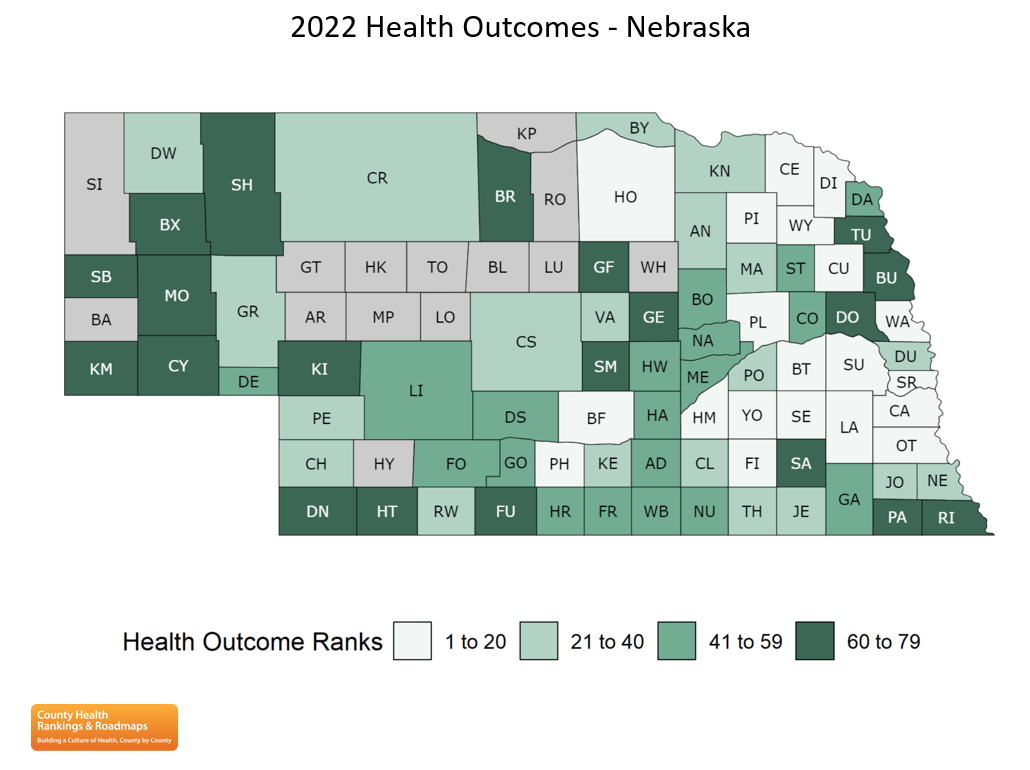 2022 Health Outcomes - Nebraska
KP BY
SI DW SH CR BR RO HO KN CE DI DA
BX AN PI WY TU
SB MO GT HK TO BL LU GF WH MA ST CU BU
BA GR AR MP LO CS VA GE BO PL CO DO WA
KM CY DE KI LI SM HW NA ME PO BT SU DU SR
PE DS BF HA HM YO SE LA CA OT
CH HY FO GO PH KE AD CL FI SA JO NE
DN HT RW FU HR FR WB NU TH JE GA PA RI
Health Outcome Ranks 1 to 20 21 to 40 41 to 59 60 to 79
County Health
Rankings & Roadmaps
Building a Culture of Health, County by County